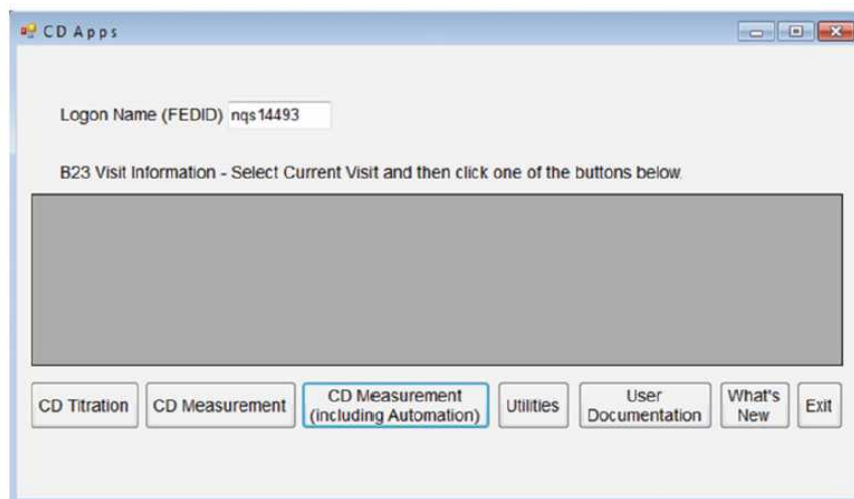 CD Apps
Logon Name (FEDID) nqs14493
B23 Visit Information - Select Current Visit and then click one of the buttons below.
CD Titration
CD Measurement
CD Measurement
(including Automation)
Utilities
User
Documentation
What's
New
Exit